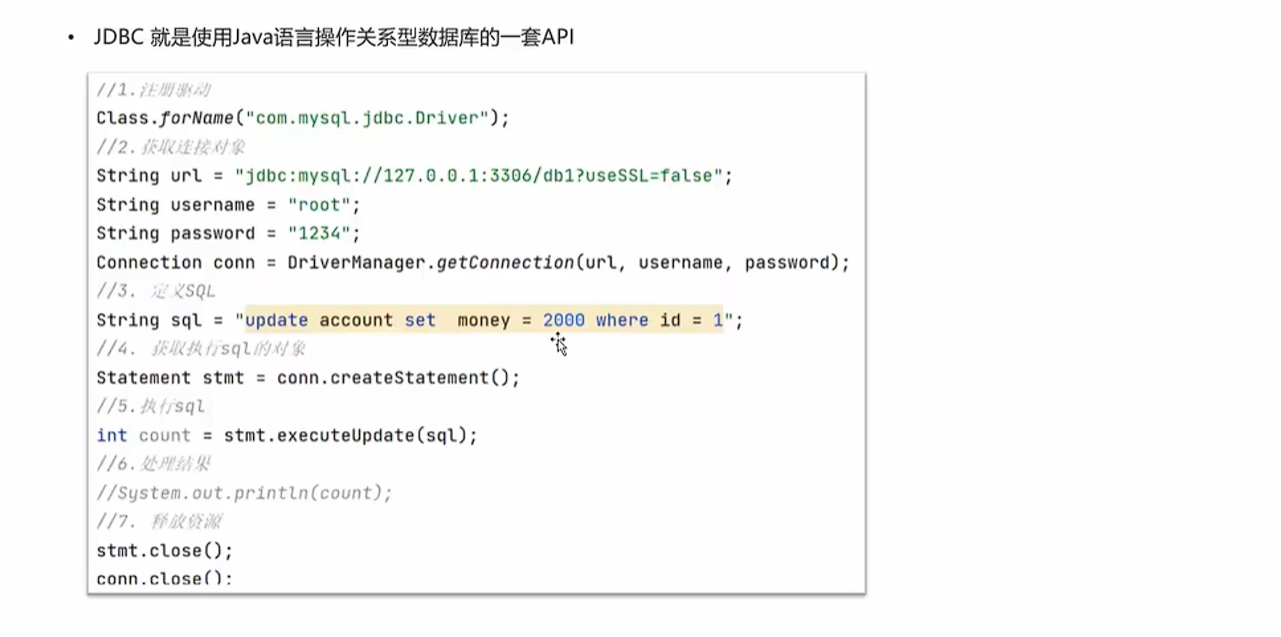 • JDBC 就是使用Java语言操作关系型数据库的一套API
//1.注册驱动
Class.forName("com.mysql.jdbc.Driver");
//2.获取连接对象
String url = "jdbc:mysql://127.0.0.1:3306/db1?useSSL=false";
String username = "root";
String password = "1234";
Connection conn = DriverManager.getConnection(url, username, password);
//3. 定义SQL
String sql = "update account set  money = 2000 where id = 1";
//4. 获取执行sql的对象
Statement stmt = conn.createStatement();
//5.执行sql
int count = stmt.executeUpdate(sql);
//6.处理结果
//System.out.println(count);
//7. 释放资源
stmt.close();
conn.close():